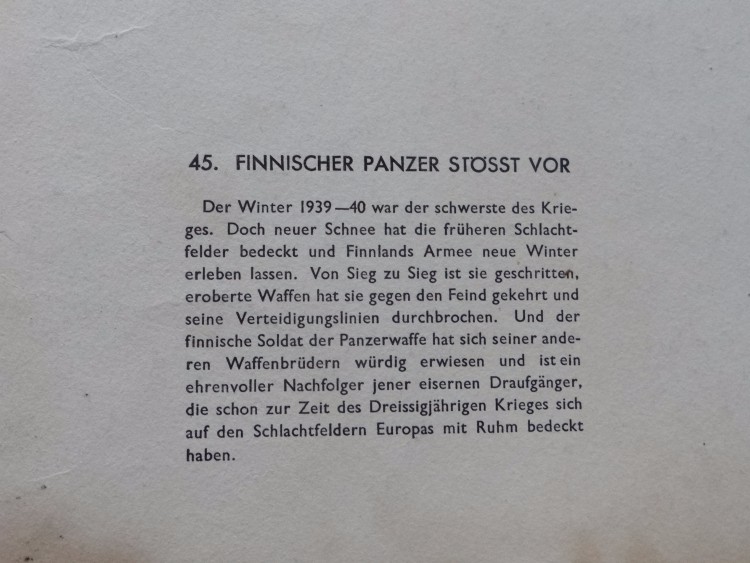 45. FINNISCHER PANZER STÖSST VOR
Der Winter 1939—40 war der schwerste des Krie-
ges. Doch neuer Schnee hat die früheren Schlacht-
felder bedeckt und Finnlands Armee neue Winter
erleben lassen. Von Sieg zu Sieg ist sie geschritten,
eroberte Waffen hat sie gegen den Feind gekehrt und
seine Verteidigungslinien durchbrochen. Und der
finnische Soldat der Panzerwaffe hat sich seiner ande-
ren Waffenbrüdern würdig erwiesen und ist ein
ehrenvoller Nachfolger jener eisernen Draufgänger,
die schon zur Zeit des Dreissigjährigen Krieges sich
auf den Schlachtfeldern Europas mit Ruhm bedeckt
haben.